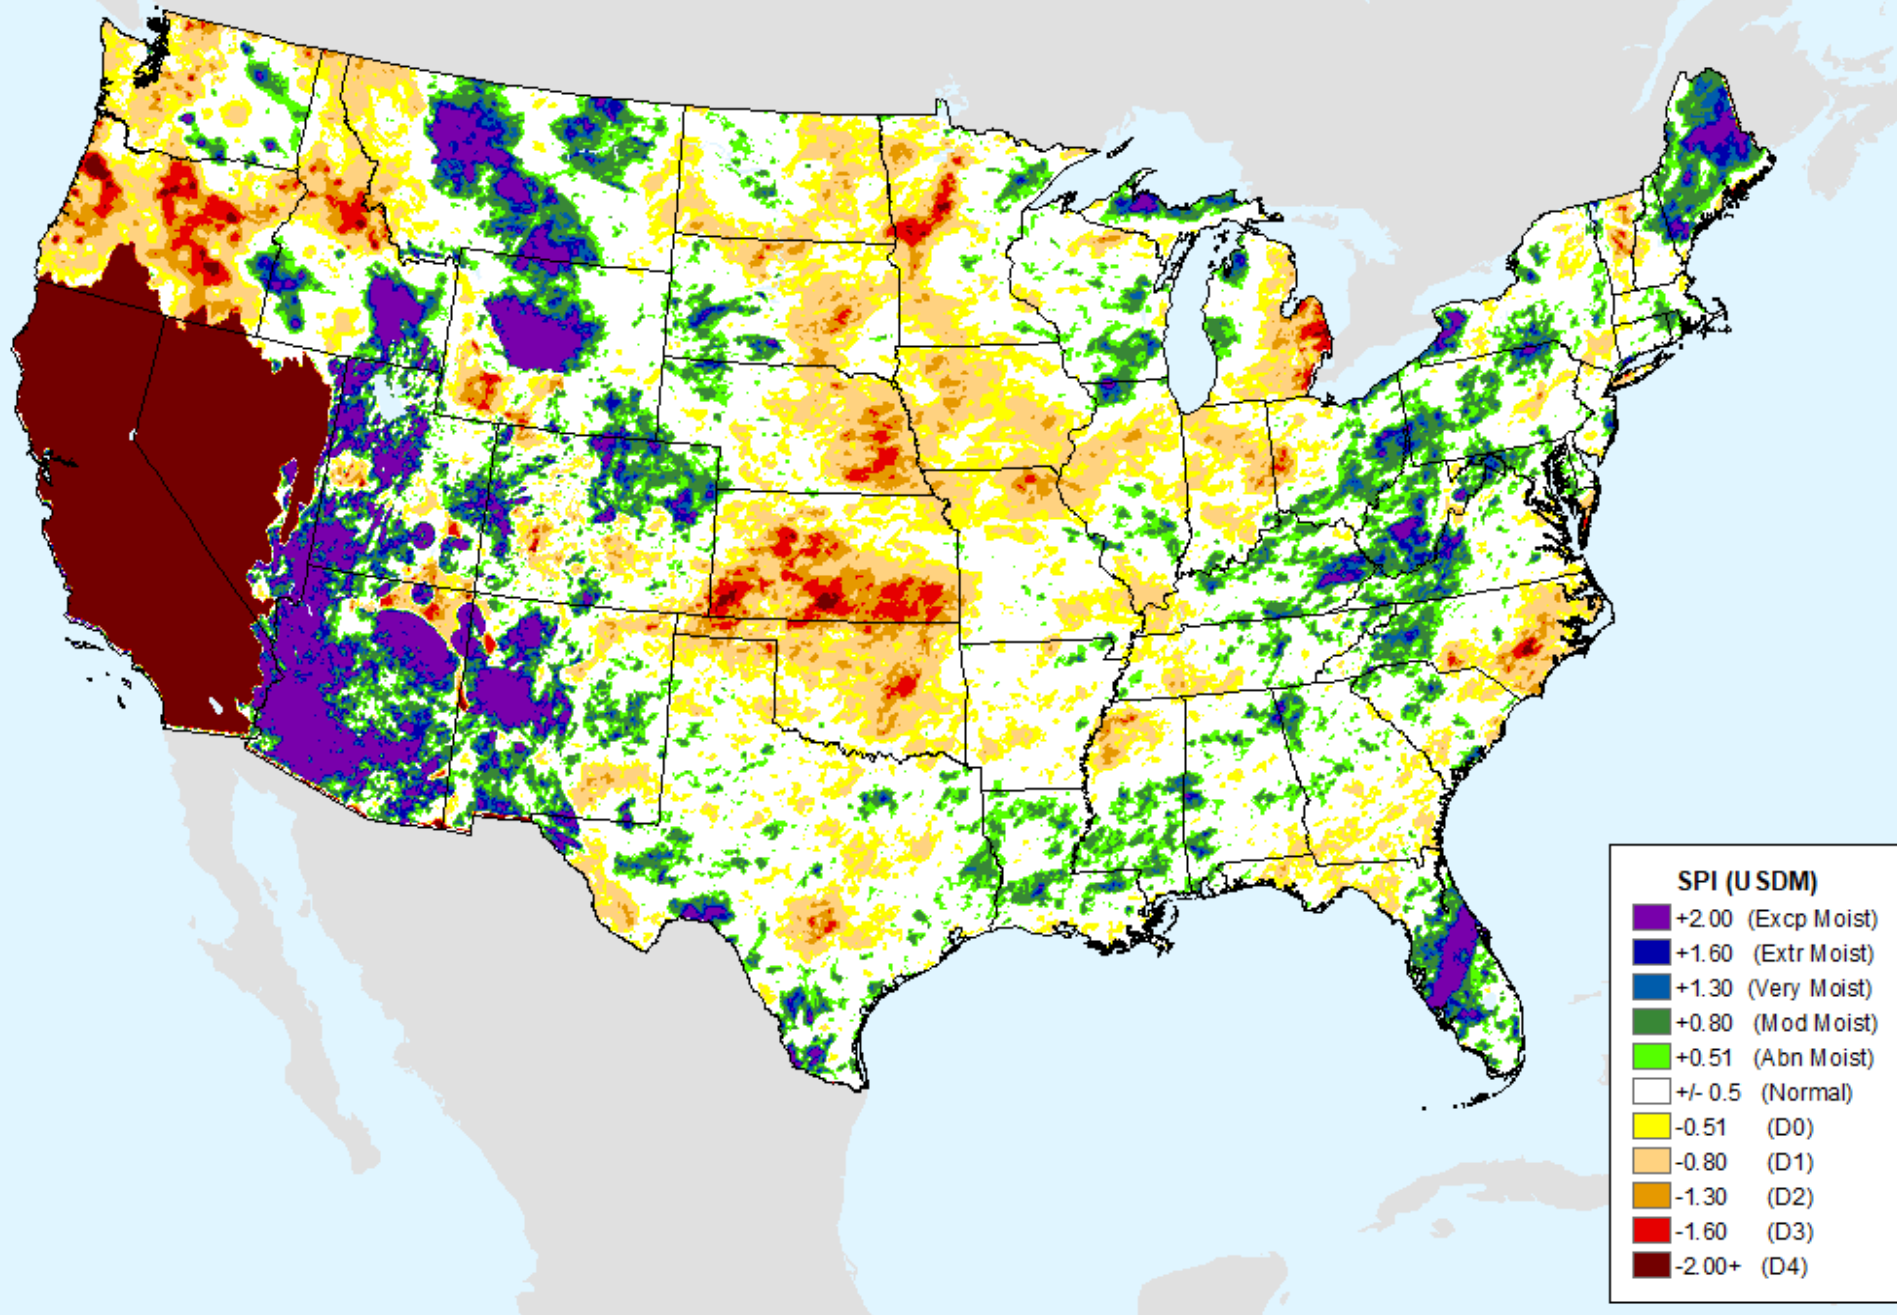 SPI (USDM)
+2.00 (Excp Moist)
+1.60 (Extr Moist)
+1.30 (Very Moist)
+0.80 (Mod Moist)
+0.51 (Abn Moist)
+/- 0.5 (Normal)
-0.51 (D0)
-0.80 (D1)
-1.30 (D2)
-1.60 (D3)
-2.00+ (D4)